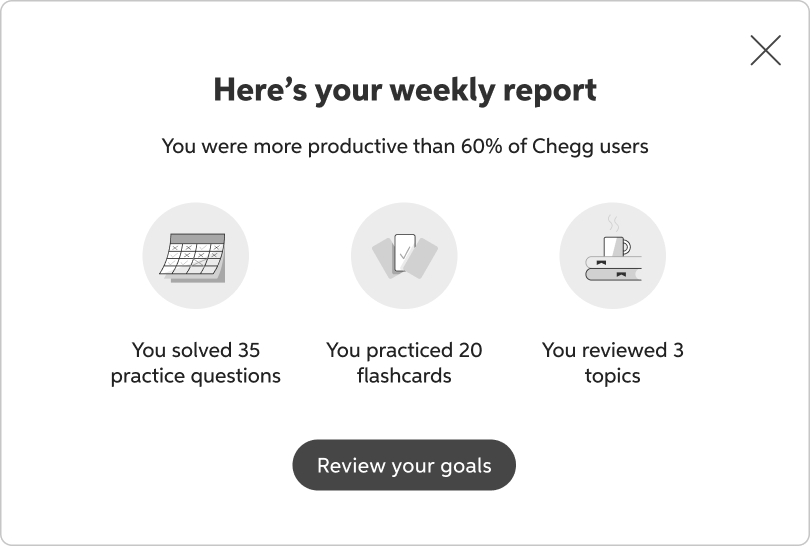 Here’s your weekly report
You were more productive than 60% of Chegg users
You solved 35
practice questions
You practiced 20
flashcards
You reviewed 3
topics
Review your goals